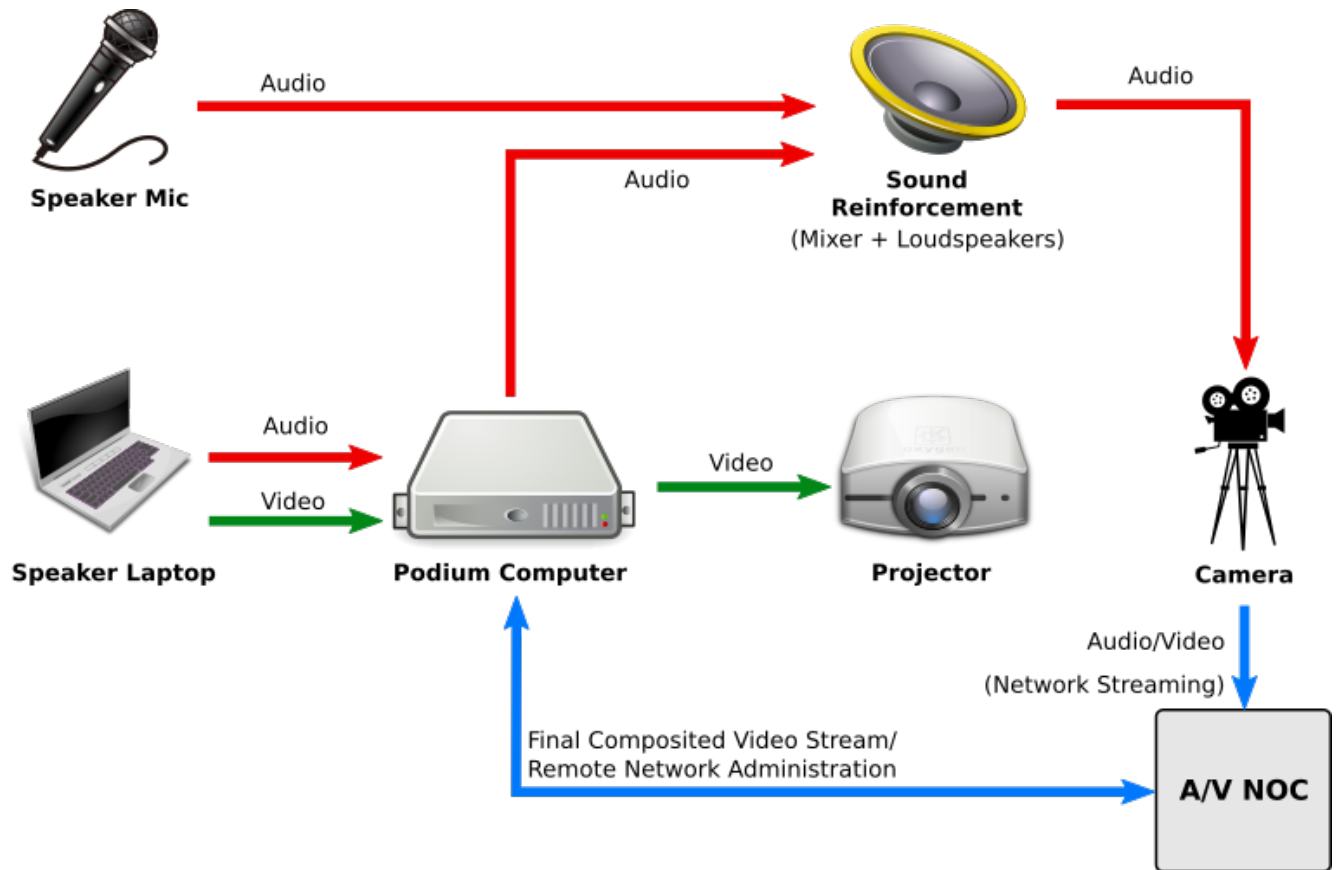 Audio
Audio
Speaker Mic
Audio
Sound
Reinforcement
(Mixer + Loudspeakers)
Audio
Video
Video
Speaker Laptop
Podium Computer
Projector
Camera
Audio/Video
(Network Streaming)
Final Composited Video Stream/
Remote Network Administration
A/V NOC